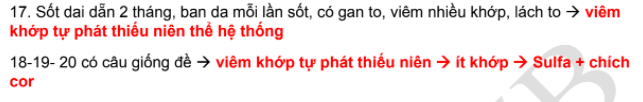 17. Sốt dai dẫn 2 tháng, ban da mỗi lần sốt, có gan to, viêm nhiều khớp, lách to → viêm
khớp tự phát thiếu niên thể hệ thống
18-19- 20 có câu giống đề → viêm khớp tự phát thiếu niên → ít khớp → Sulfa + chích
cor